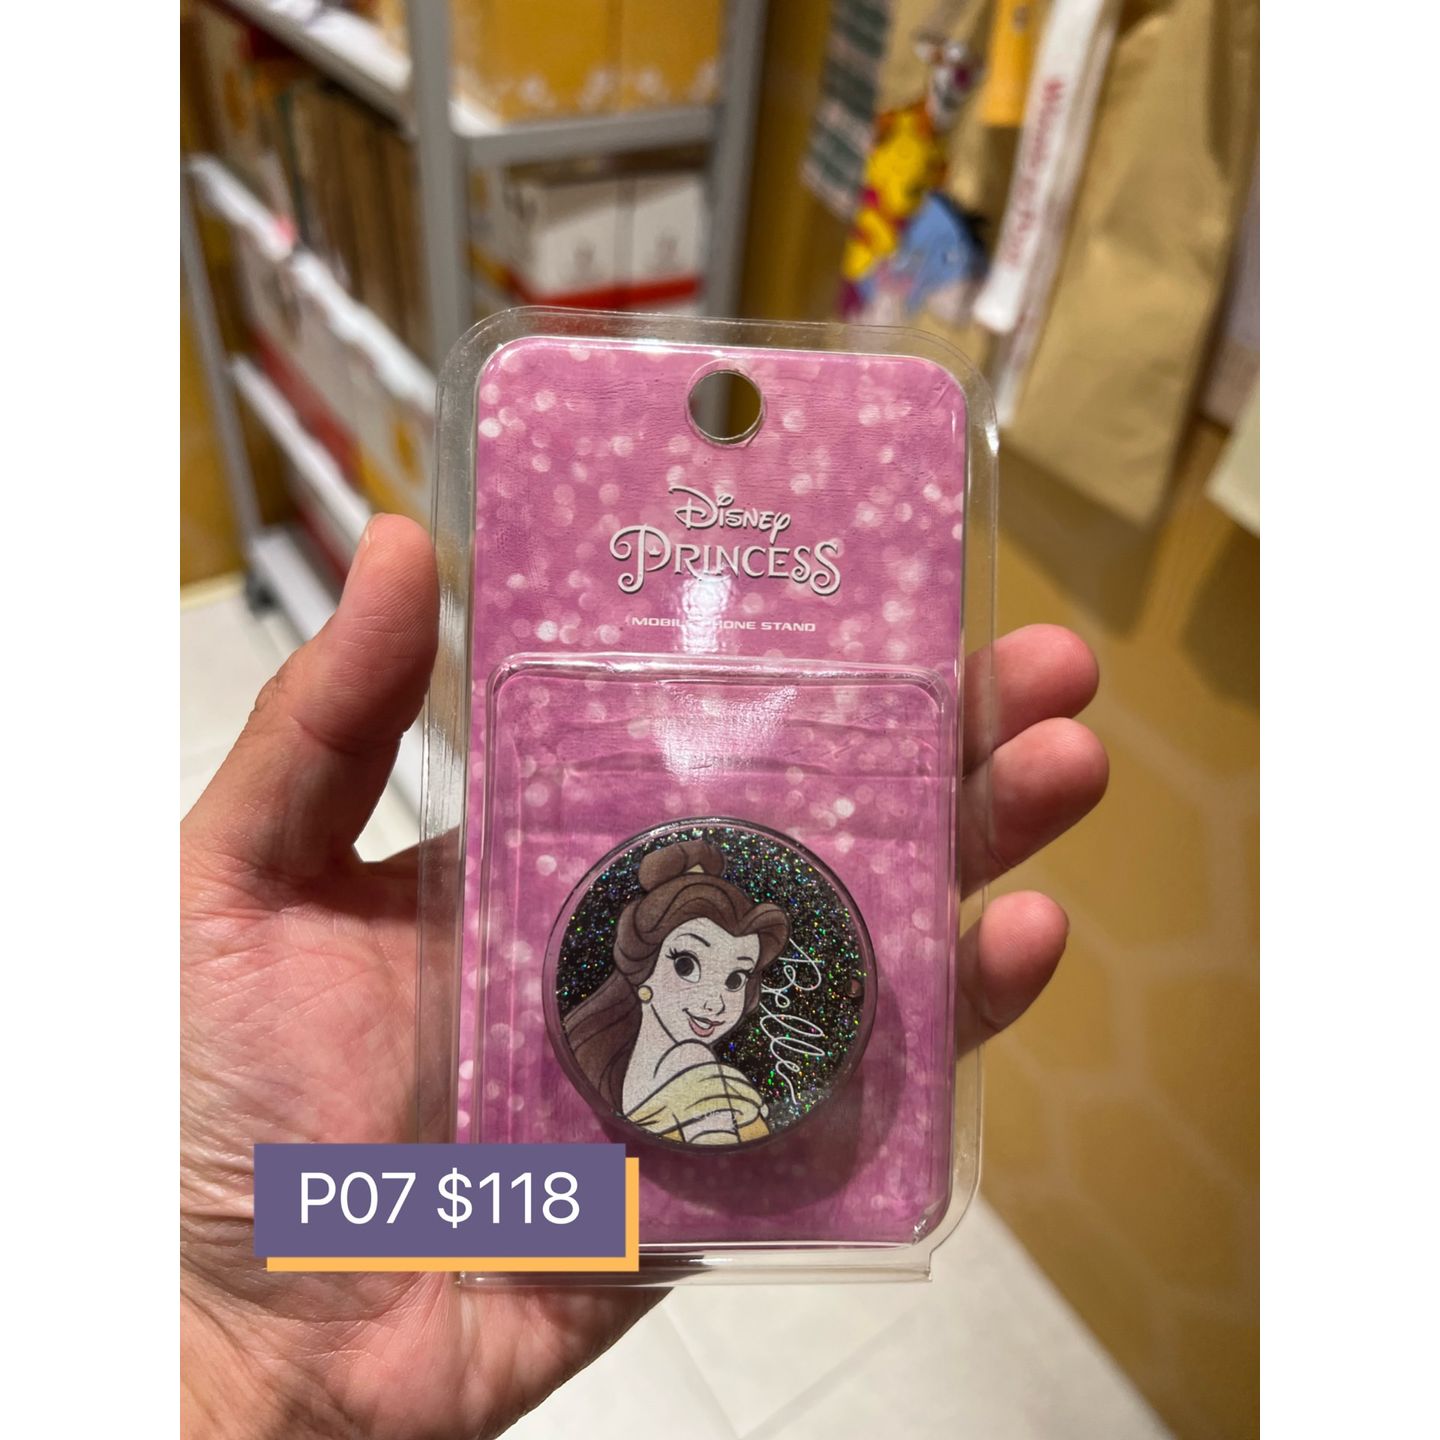 Disney
PRINCESS
MOBILE PHONE STAND
Belle
P07 $118